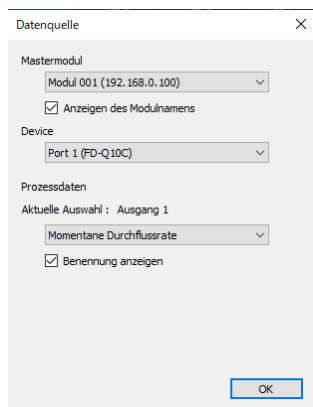 Datenquelle
Mastermodul
Modul 001 (192.168.0.100)
Anzeigen des Modulnamens
Device
Port 1 (FD-Q10C)
Prozessdaten
Aktuelle Auswahl : Ausgang 1
Momentane Durchflussrate
Benennung anzeigen
OK